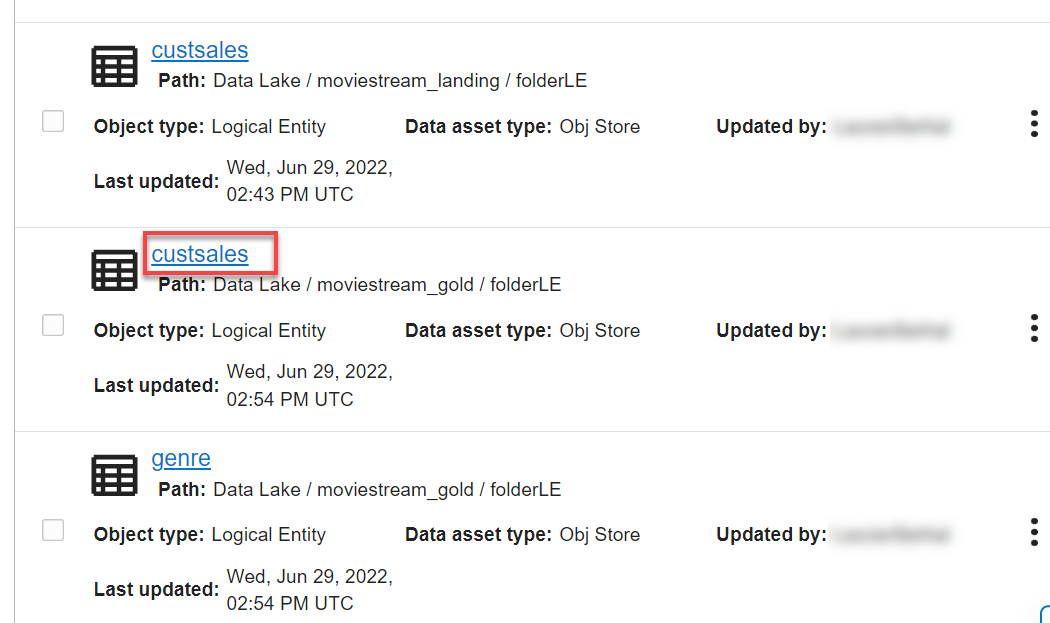 custsales
Path: Data Lake / moviestream_landing / folderLE
Object type: Logical Entity Data asset type: Obj Store Updated by:
Last updated: Wed, Jun 29, 2022,
02:43 PM UTC
custsales
Path: Data Lake / moviestream_gold / folderLE
Object type: Logical Entity Data asset type: Obj Store Updated by:
Last updated: Wed, Jun 29, 2022,
02:54 PM UTC
genre
Path: Data Lake / moviestream_gold / folderLE
Object type: Logical Entity Data asset type: Obj Store Updated by:
Last updated: Wed, Jun 29, 2022,
02:54 PM UTC